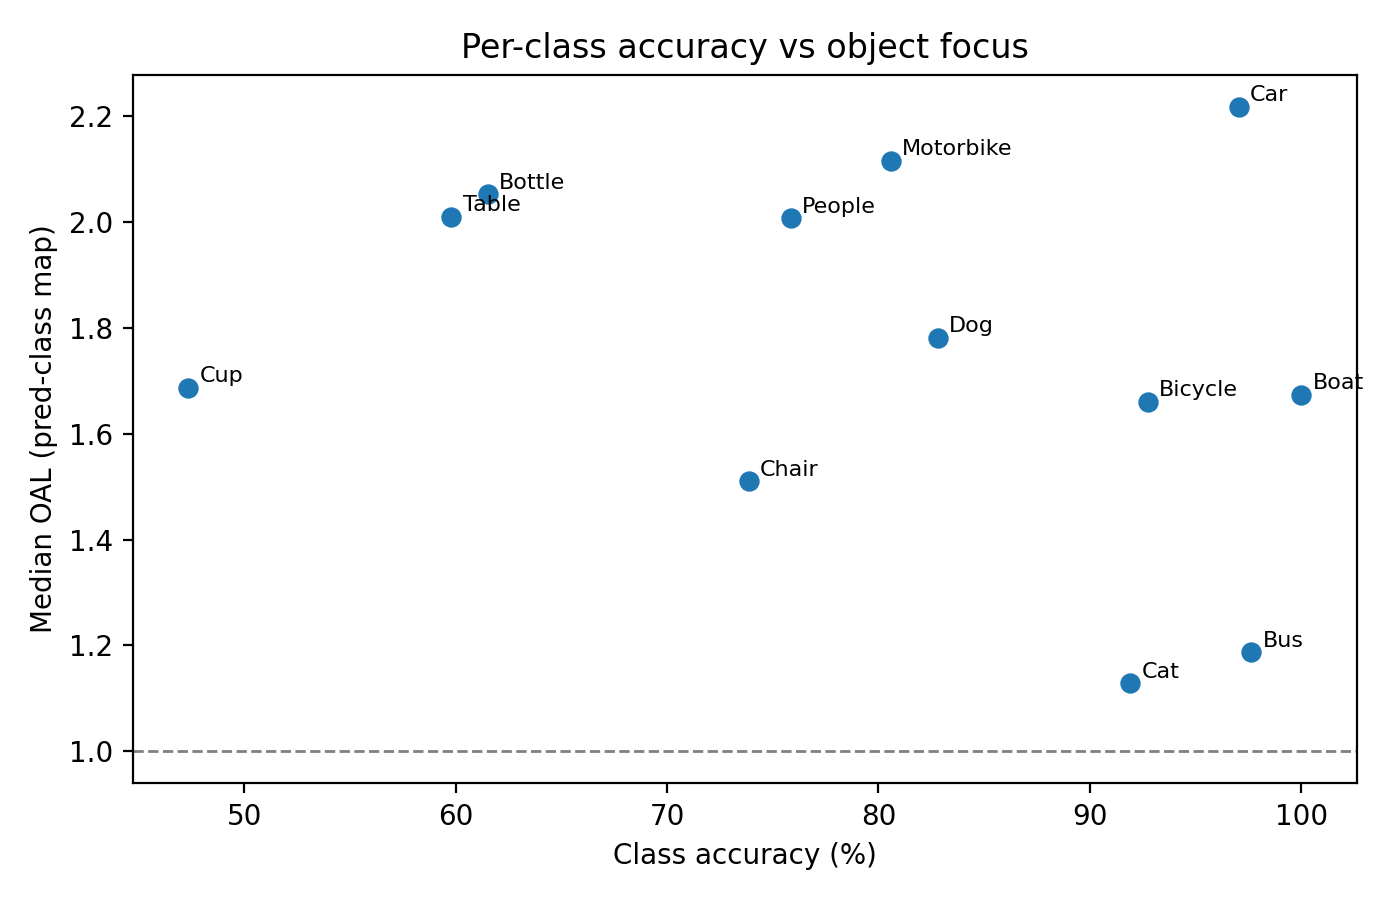 Per-class accuracy vs object focus
Median OAL (pred-class map)
2.2
2.0
1.8
1.6
1.4
1.2
1.0
Car
Motorbike
Bottle
Table
People
Dog
Cup
Bicycle
Boat
Chair
Bus
Cat
50
60
70
80
90
100
Class accuracy (%)